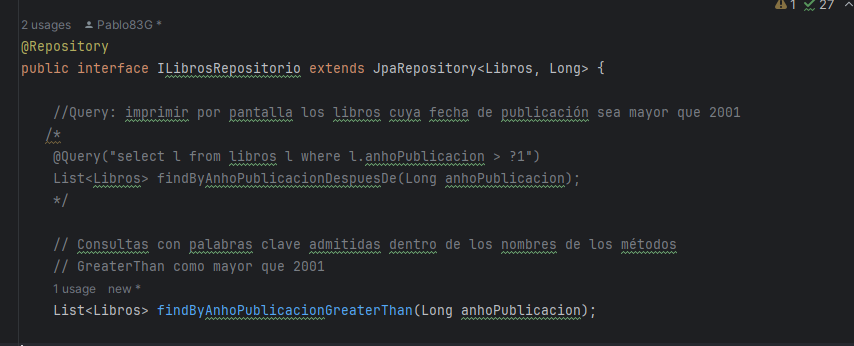 1 27
2 usages Pablo83G *
@Repository
public interface ILibrosRepositorio extends JpaRepository<Libros, Long> {
//Query: imprimir por pantalla los libros cuya fecha de publicación sea mayor que 2001
/*
@Query("select l from libros l where l.anhoPublicacion > ?1")
List<Libros> findByAnhoPublicacionDespuesDe(Long anhoPublicacion);
*/
// Consultas con palabras clave admitidas dentro de los nombres de los métodos
// GreaterThan como mayor que 2001
1 usage new *
List<Libros> findByAnhoPublicacionGreaterThan(Long anhoPublicacion);